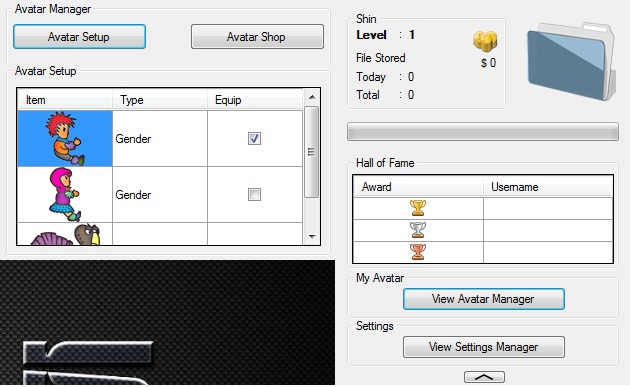 Avatar Manager
Avatar Setup
Avatar Shop
Avatar Setup
Item Type Equip
Gender
Gender
Shin
Level : 1
File Stored
$ 0
Today : 0
Total : 0
Hall of Fame
Award Username
My Avatar
View Avatar Manager
Settings
View Settings Manager